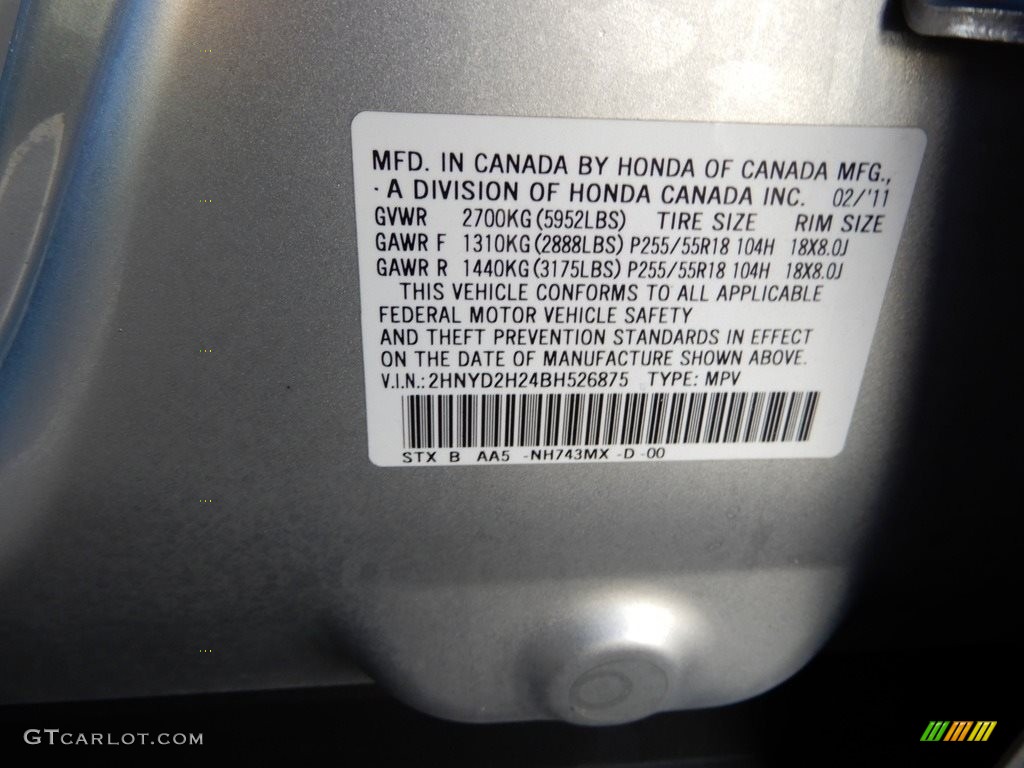 MFD. IN CANADA BY HONDA OF CANADA MFG.,
· A DIVISION OF HONDA CANADA INC. 02/'11
GVWR 2700KG (5952LBS) TIRE SIZE RIM SIZE
GAWR F 1310KG (2888LBS) P255/55R18 104H 18X8.0J
GAWR R 1440KG (3175LBS) P255/55R18 104H 18X8.0J
THIS VEHICLE CONFORMS TO ALL APPLICABLE
FEDERAL MOTOR VEHICLE SAFETY
AND THEFT PREVENTION STANDARDS IN EFFECT
ON THE DATE OF MANUFACTURE SHOWN ABOVE.
V.I.N.: 2HNYD2H24BH526875 TYPE: MPV
STX B AA5 -NH743MX -D -00
GTCARLOT.COM